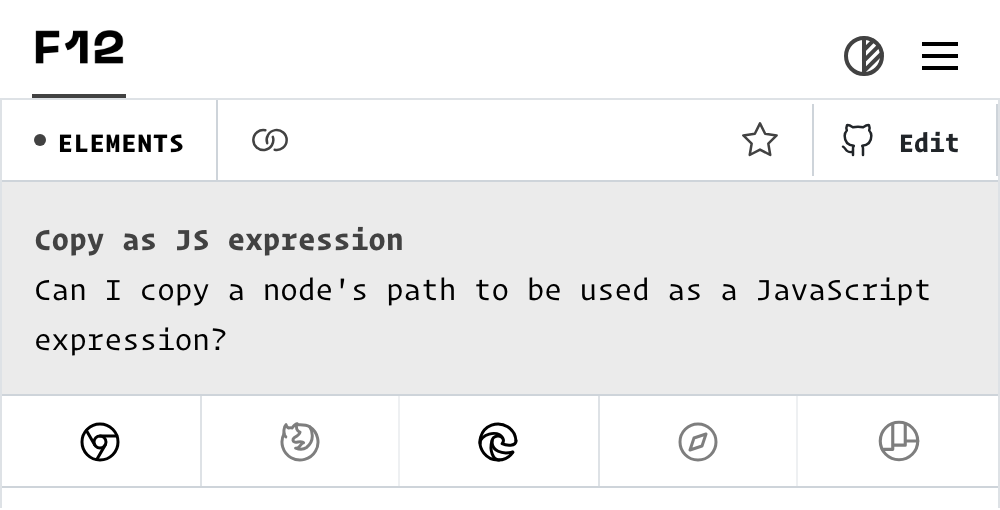 F12
ELEMENTS
Edit
Copy as JS expression
Can I copy a node's path to be used as a JavaScript
expression?